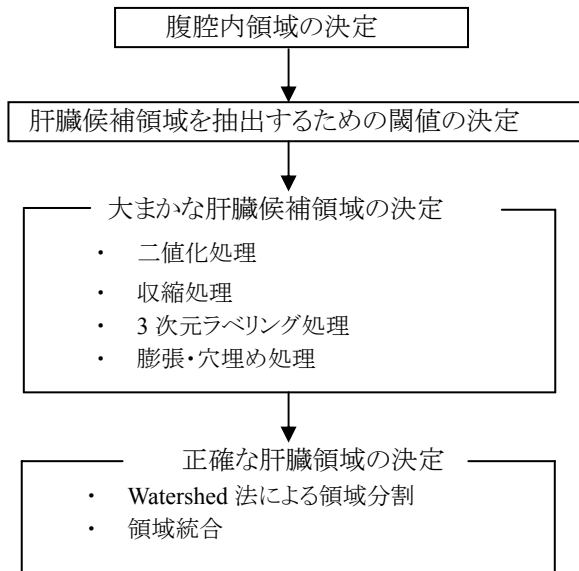 腹腔内領域の決定
肝臓候補領域を抽出するための閾値の決定
大まかな肝臓候補領域の決定
・ 二値化処理
・ 収縮処理
・ 3 次元ラベリング処理
・ 膨張・穴埋め処理
正確な肝臓領域の決定
・ Watershed 法による領域分割
・ 領域統合